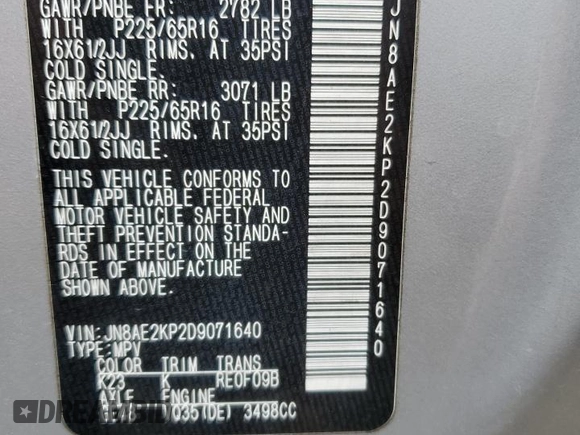 GAWR/PNBE FR: 2782 LB
WITH P225/65R16 TIRES
16X61/2JJ RIMS, AT 35PSI
COLD SINGLE.
GAWR/PNBE RR: 3071 LB
WITH P225/65R16 TIRES
16X61/2JJ RIMS, AT 35PSI
COLD SINGLE.
THIS VEHICLE CONFORMS TO
ALL APPLICABLE FEDERAL
MOTOR VEHICLE SAFETY AND
THEFT PREVENTION STANDA-
RDS IN EFFECT ON THE
DATE OF MANUFACTURE
SHOWN ABOVE.
VIN:JN8AE2KP2D9071640
TYPE:MPV
COLOR TRIM TRANS
K23 K RE0F09B
AXLE ENGINE
VQ35(DE) 3498CC
JN8AE2KP2D9071640
DREAMBID